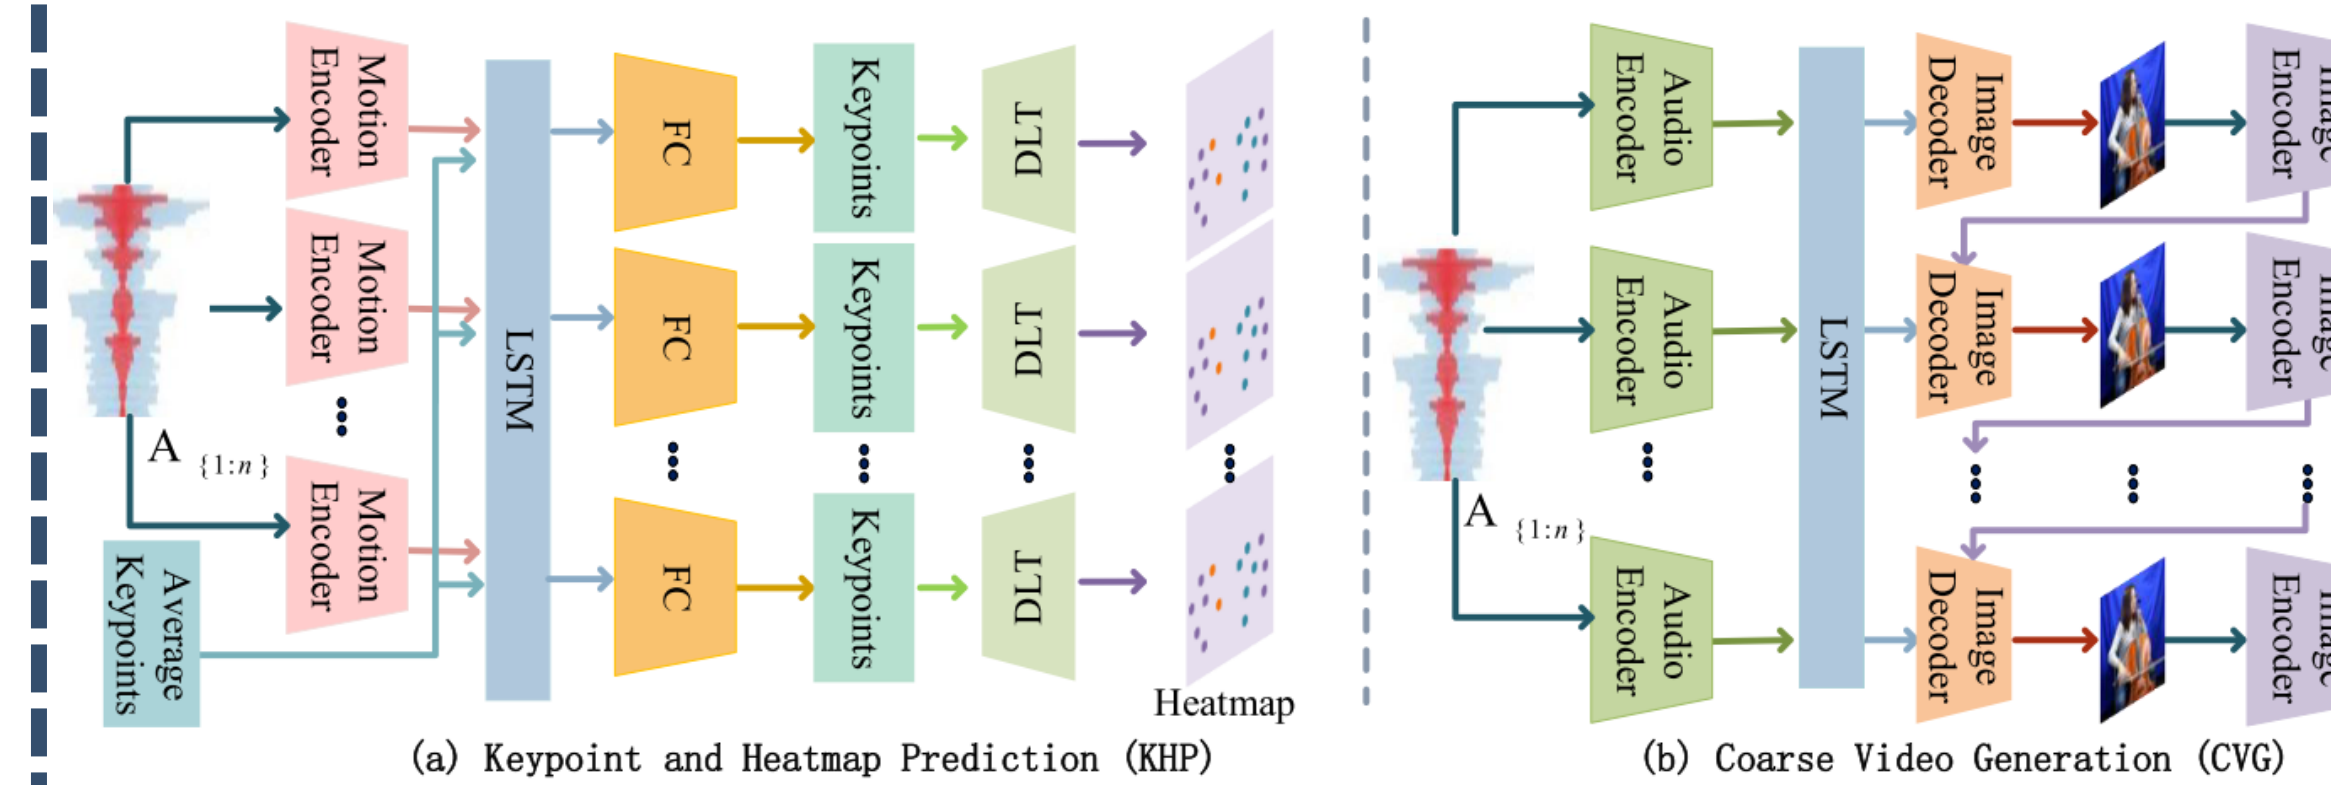 Motion
Encoder
Motion
Encoder
Motion
Encoder
A {1:n}
Average
Keypoints
LSTM
FC
FC
FC
Keypoints
Keypoints
Keypoints
DLT
DLT
DLT
Heatmap
(a) Keypoint and Heatmap Prediction (KHP)
Audio
Encoder
Audio
Encoder
Audio
Encoder
A {1:n}
LSTM
Image
Decoder
Image
Decoder
Image
Decoder
Encoder
Encoder
Encoder
(b) Coarse Video Generation (CVG)